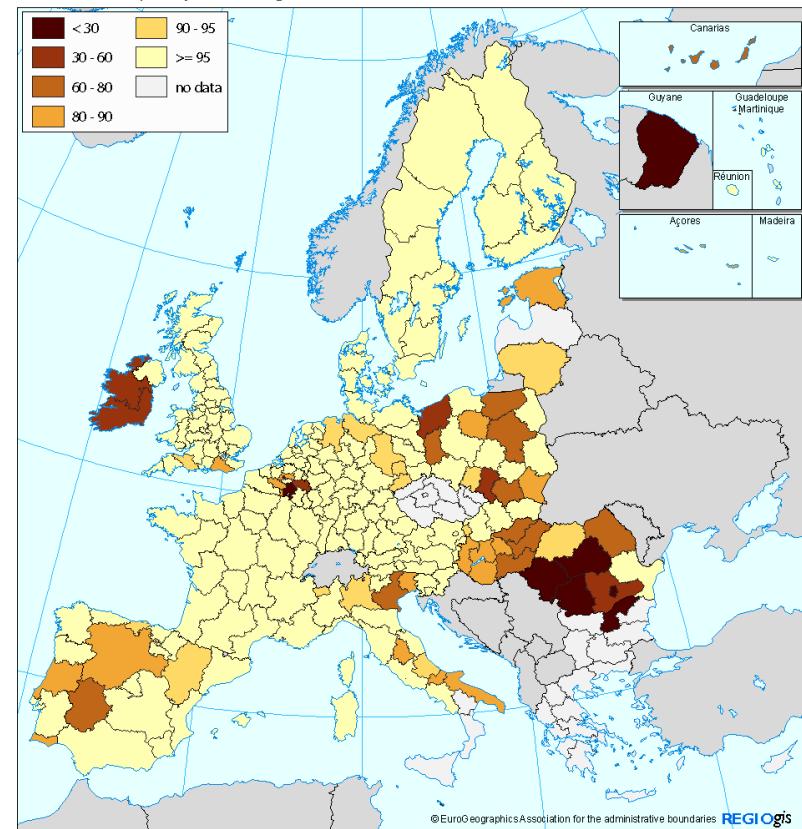 < 30
30 - 60
60 - 80
80 - 90
90 - 95
>= 95
no data
Canarias
Guyane
Guadeloupe
Martinique
Réunion
Açores
Madeira
© EuroGeographics Association for the administrative boundaries REGIOgis